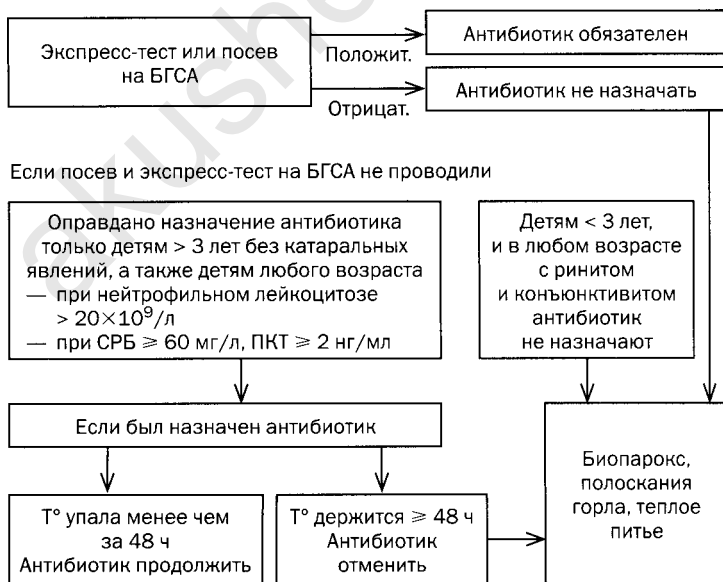 Экспресс-тест или посев
на БГСА
Положит.
Антибиотик обязателен
Отрицат.
Антибиотик не назначать
Если посев и экспресс-тест на БГСА не проводили
Оправдано назначение антибиотика
только детям > 3 лет без катаральных
явлений, а также детям любого возраста
— при нейтрофильном лейкоцитозе
> 20×10⁹/л
— при СРБ ⩾ 60 мг/л, ПКТ ⩾ 2 нг/мл
Детям < 3 лет,
и в любом возрасте
с ринитом
и конъюнктивитом
антибиотик
не назначают
Если был назначен антибиотик
T° упала менее чем
за 48 ч
Антибиотик продолжить
T° держится ⩾ 48 ч
Антибиотик
отменить
Биопарокс,
полоскания
горла, теплое
питье
akushe